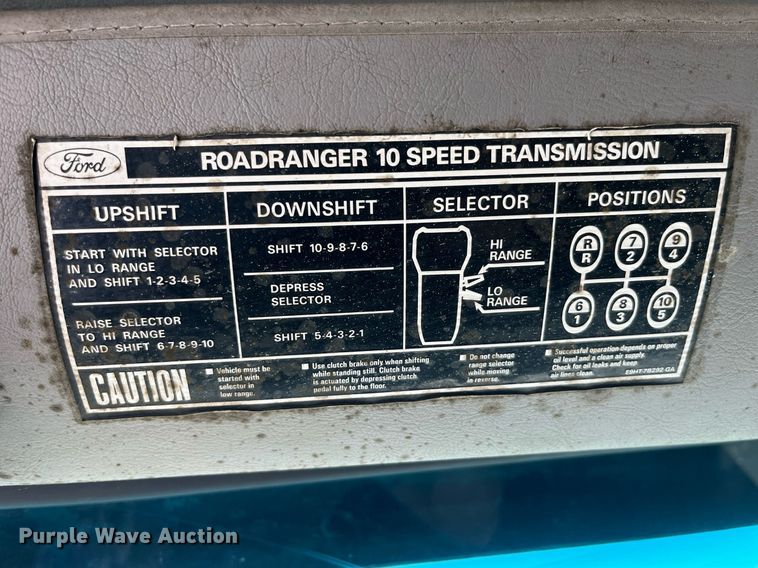 Ford
ROADRANGER 10 SPEED TRANSMISSION
UPSHIFT
START WITH SELECTOR
IN LO RANGE
AND SHIFT 1-2-3-4-5
RAISE SELECTOR
TO HI RANGE
AND SHIFT 6-7-8-9-10
DOWNSHIFT
SHIFT 10-9-8-7-6
DEPRESS
SELECTOR
SHIFT 5-4-3-2-1
SELECTOR
HI
RANGE
LO
RANGE
POSITIONS
R 7 9
R 2 4
6 8 10
1 3 5
CAUTION
Vehicle must be
started with
selector in
low range.
Use clutch brake only when shifting
while standing still. Clutch brake
is actuated by depressing clutch
pedal fully to the floor.
Do not change
range selector
while moving
in reverse.
Successful operation depends on proper
oil level and a clean air supply.
Check for oil leaks and keep
air lines clean.
E9HT-7B292-GA
Purple Wave Auction